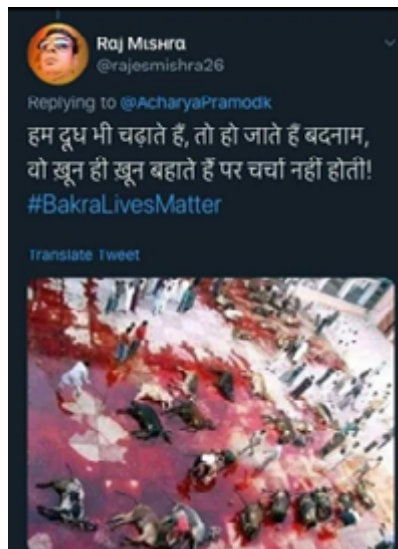 Raj Mishra
@rajesmishra26
Replying to @AcharyaPramodk
हम दूध भी चढ़ाते हैं, तो हो जाते हैं बदनाम,
वो ख़ून ही ख़ून बहाते हैं पर चर्चा नहीं होती!
#BakraLivesMatter
Translate Tweet